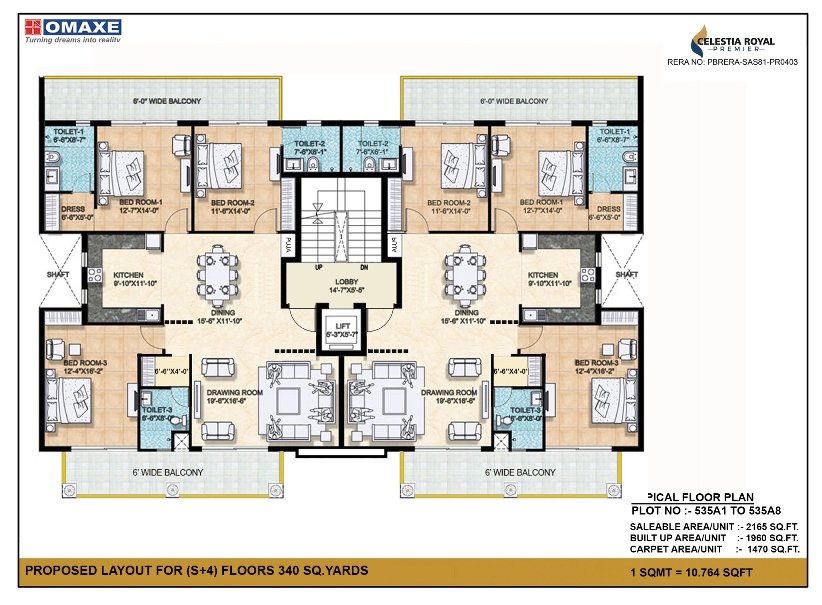 OMAXE
Turning dreams into reality
CELESTIA ROYAL
PREMIER
RERA NO: PBRERA-SAS81-PR0403
6'-0" WIDE BALCONY
6'-0" WIDE BALCONY
TOILET-1
6'-6"X8'-7"
TOILET-2
7'-6"X6'-1"
TOILET-2
7'-6"X6'-1"
TOILET-1
6'-6"X8'-7"
BED ROOM-1
12'-7"X14'-0"
BED ROOM-2
11'-6"X14'-0"
BED ROOM-2
11'-6"X14'-0"
BED ROOM-1
12'-7"X14'-0"
DRESS
6'-6"X5'-0"
DRESS
6'-6"X5'-0"
PUJA
UP
DN
SHAFT
KITCHEN
9'-10"X11'-10"
LOBBY
14'-7"X5'-5"
KITCHEN
9'-10"X11'-10"
SHAFT
DINING
15'-6" X11'-10"
LIFT
5'-3"X5'-7"
DINING
15'-6" X11'-10"
BED ROOM-3
12'-4"X16'-2"
6'-6"X4'-0"
6'-6"X4'-0"
BED ROOM-3
12'-4"X16'-2"
DRAWING ROOM
19'-6"X16'-6"
DRAWING ROOM
19'-6"X16'-6"
TOILET-3
6'-6"X8'-0"
TOILET-3
6'-6"X8'-0"
6' WIDE BALCONY
6' WIDE BALCONY
PICAL FLOOR PLAN
PLOT NO :- 535A1 TO 535A8
SALEABLE AREA/UNIT :- 2165 SQ.FT.
BUILT UP AREA/UNIT :- 1960 SQ.FT.
CARPET AREA/UNIT :- 1470 SQ.FT.
PROPOSED LAYOUT FOR (S+4) FLOORS 340 SQ.YARDS
1 SQMT = 10.764 SQFT